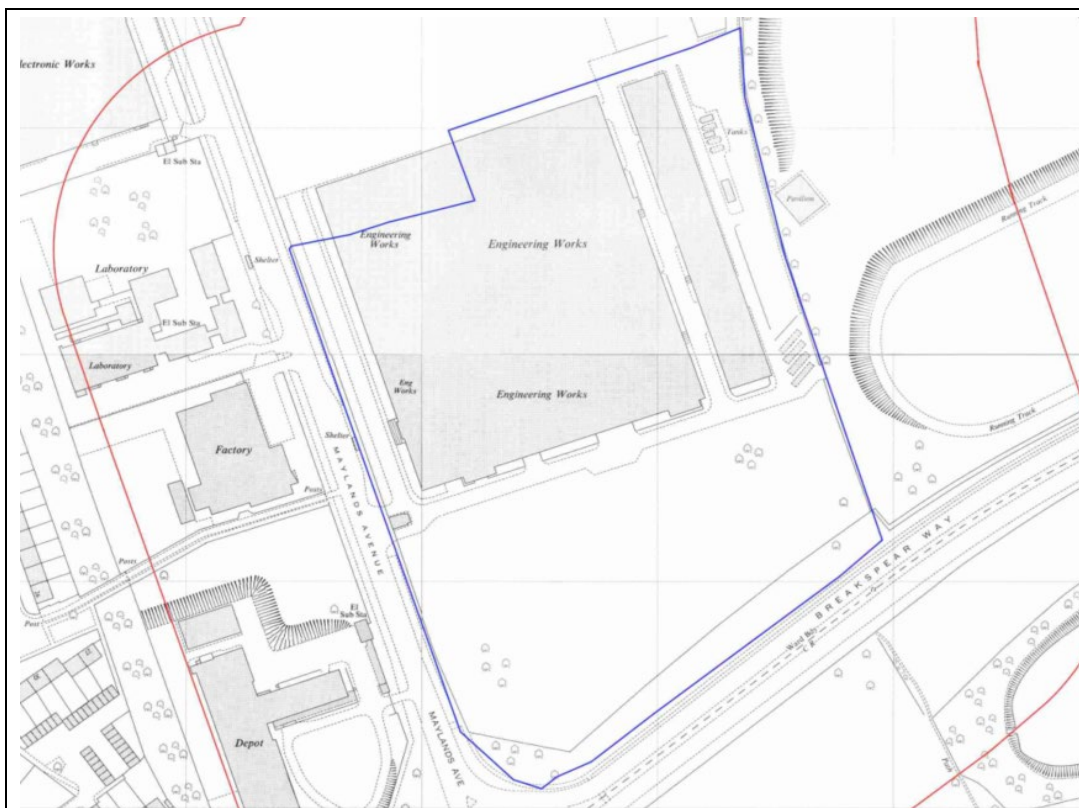 lectronic Works
El Sub Sta
Tanks
Pavilion
Running Track
Engineering
Works
Engineering Works
Shelter
Laboratory
El Sub Sta
Laboratory
Eng
Works
Engineering Works
Running Track
Shelter
Factory
MAYLANDS AVENUE
Posts
BREAKSPEAR WAY
Posts
Post
El
Sub Sta
Ward Bdy
C R
MAYLANDS AVE
Depot
Path